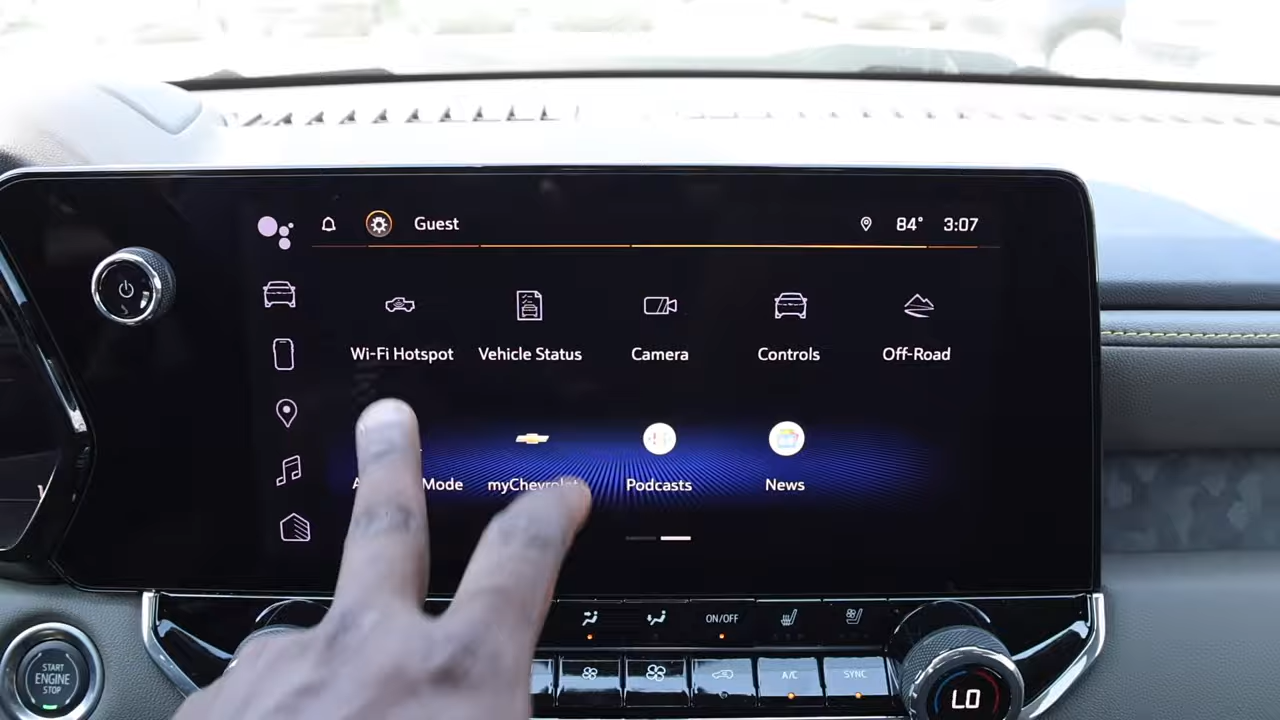 Guest
84° 3:07
Wi-Fi Hotspot Vehicle Status Camera Controls Off-Road
Mode myChevrolet Podcasts News
ON/OFF
START
ENGINE
STOP
A/C SYNC
LO